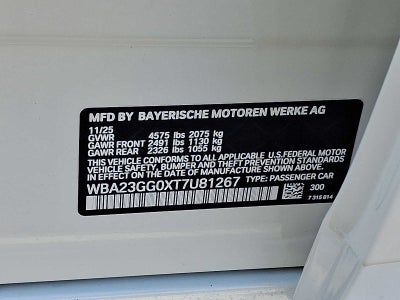 MFD BY BAYERISCHE MOTOREN WERKE AG
11/25
GVWR 4575 lbs 2075 kg
GAWR FRONT 2491 lbs 1130 kg
GAWR REAR 2326 lbs 1055 kg
THIS VEHICLE CONFORMS TO ALL APPLICABLE U.S.FEDERAL MOTOR
VEHICLE SAFETY, BUMPER AND THEFT PREVENTION STANDARDS
IN EFFECT ON THE DATE OF MANUFACTURE SHOWN ABOVE.
WBA23GG0XT7U81267 TYPE: PASSENGER CAR
300
7 315 014